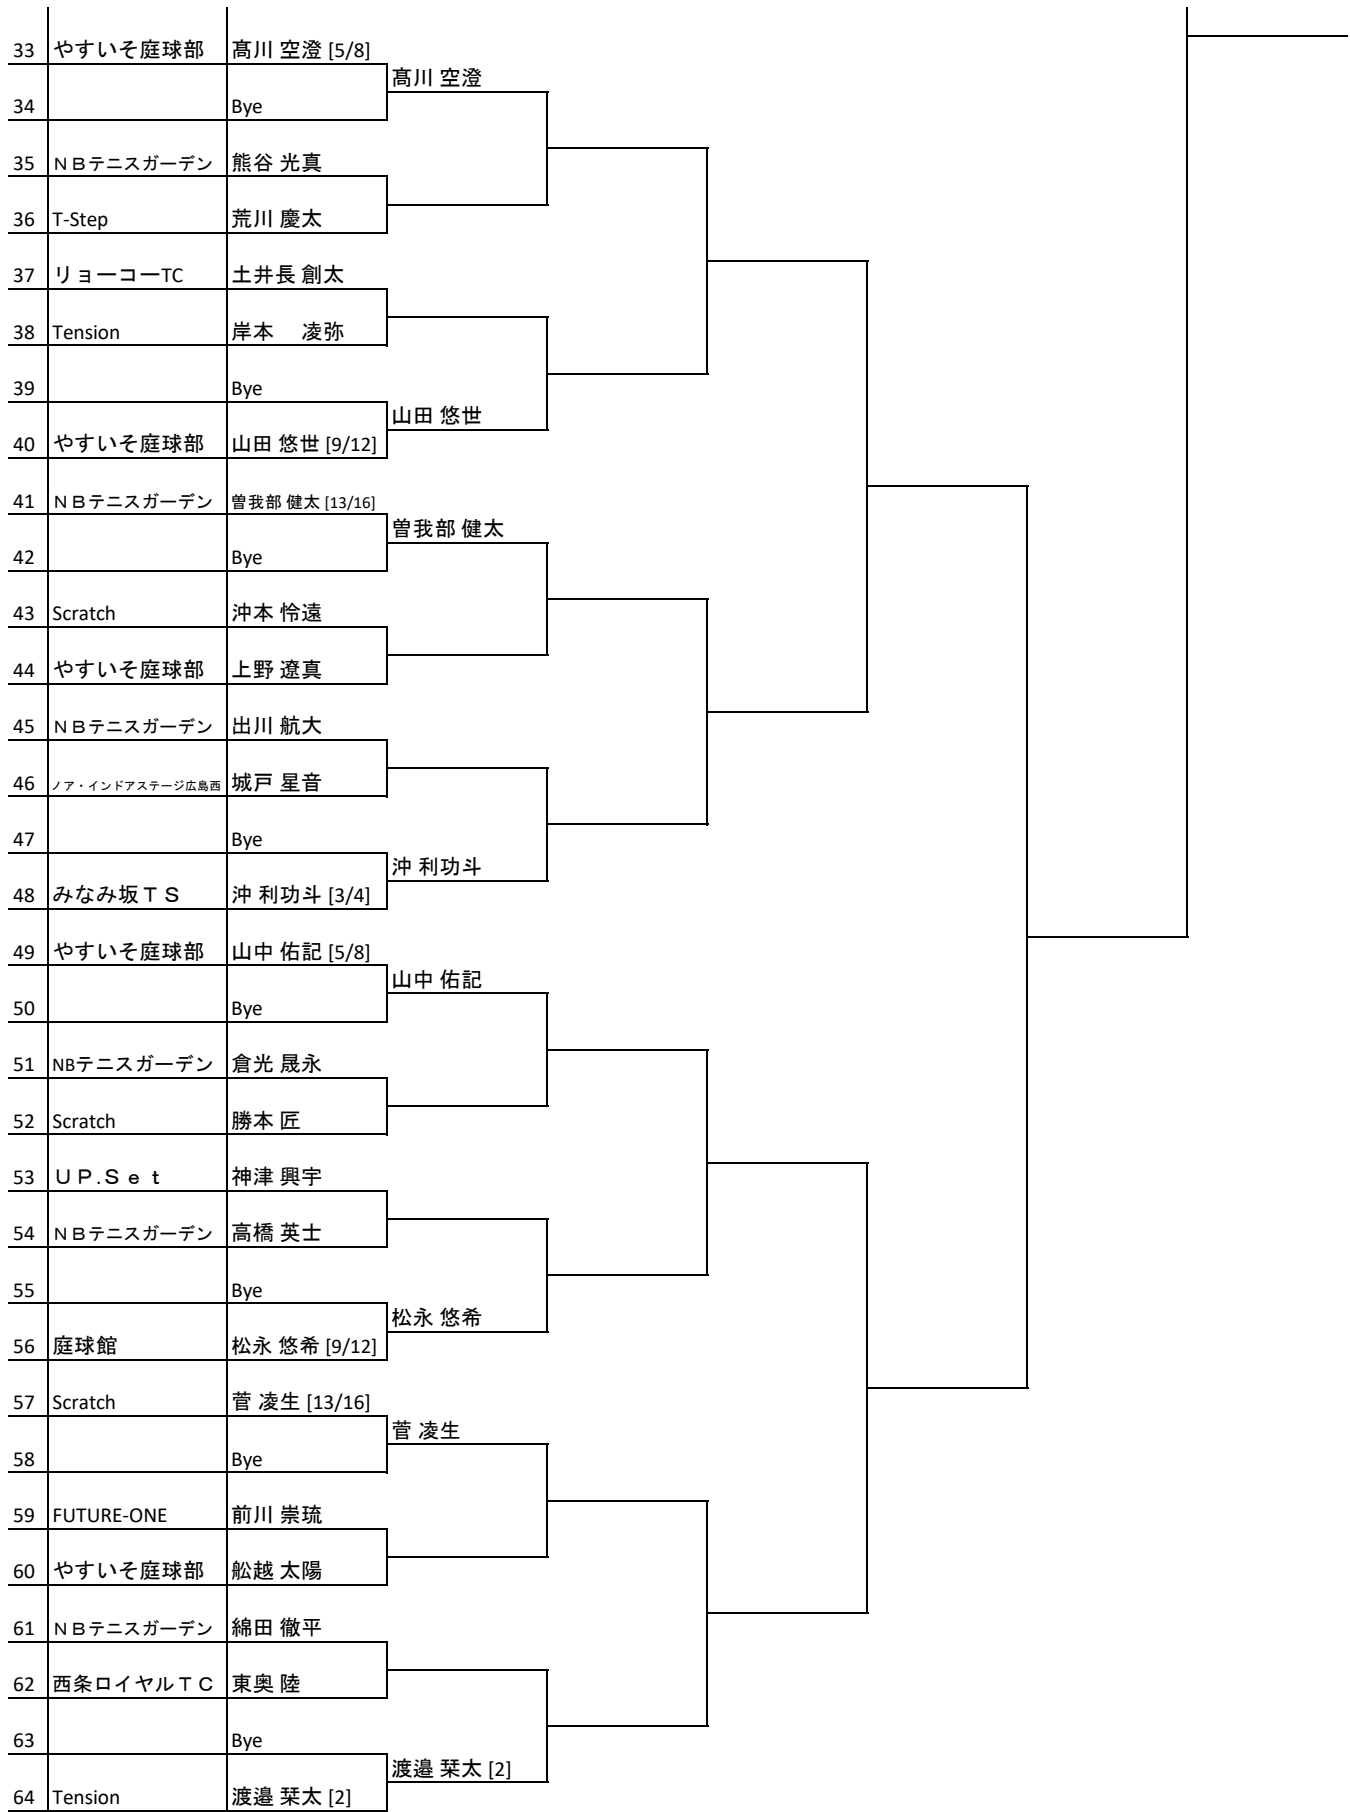 33 やすいそ庭球部 髙川 空澄 [5/8]
髙川 空澄
34 Bye
35 ＮＢテニスガーデン 熊谷 光真
36 T-Step 荒川 慶太
37 リョーコーTC 土井長 創太
38 Tension 岸本　凌弥
39 Bye
山田 悠世
40 やすいそ庭球部 山田 悠世 [9/12]
41 ＮＢテニスガーデン 曽我部 健太 [13/16]
曽我部 健太
42 Bye
43 Scratch 沖本 怜遠
44 やすいそ庭球部 上野 遼真
45 ＮＢテニスガーデン 出川 航大
46 ノア・インドアステージ広島西 城戸 星音
47 Bye
沖 利功斗
48 みなみ坂ＴＳ 沖 利功斗 [3/4]
49 やすいそ庭球部 山中 佑記 [5/8]
山中 佑記
50 Bye
51 NBテニスガーデン 倉光 晟永
52 Scratch 勝本 匠
53 ＵＰ.Ｓｅｔ 神津 興宇
54 ＮＢテニスガーデン 高橋 英士
55 Bye
松永 悠希
56 庭球館 松永 悠希 [9/12]
57 Scratch 菅 凌生 [13/16]
菅 凌生
58 Bye
59 FUTURE-ONE 前川 崇琉
60 やすいそ庭球部 舩越 太陽
61 ＮＢテニスガーデン 綿田 徹平
62 西条ロイヤルＴＣ 東奥 陸
63 Bye
渡邉 栞太 [2]
64 Tension 渡邉 栞太 [2]